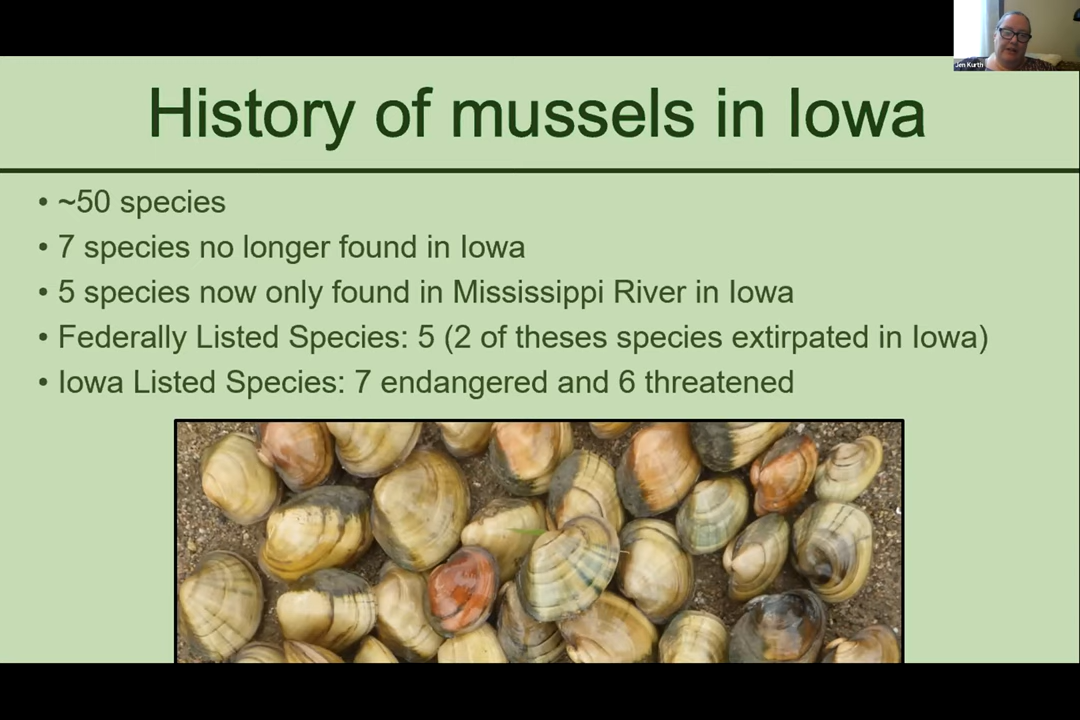 Jen Kurth
History of mussels in Iowa
• ~50 species
• 7 species no longer found in Iowa
• 5 species now only found in Mississippi River in Iowa
• Federally Listed Species: 5 (2 of theses species extirpated in Iowa)
• Iowa Listed Species: 7 endangered and 6 threatened